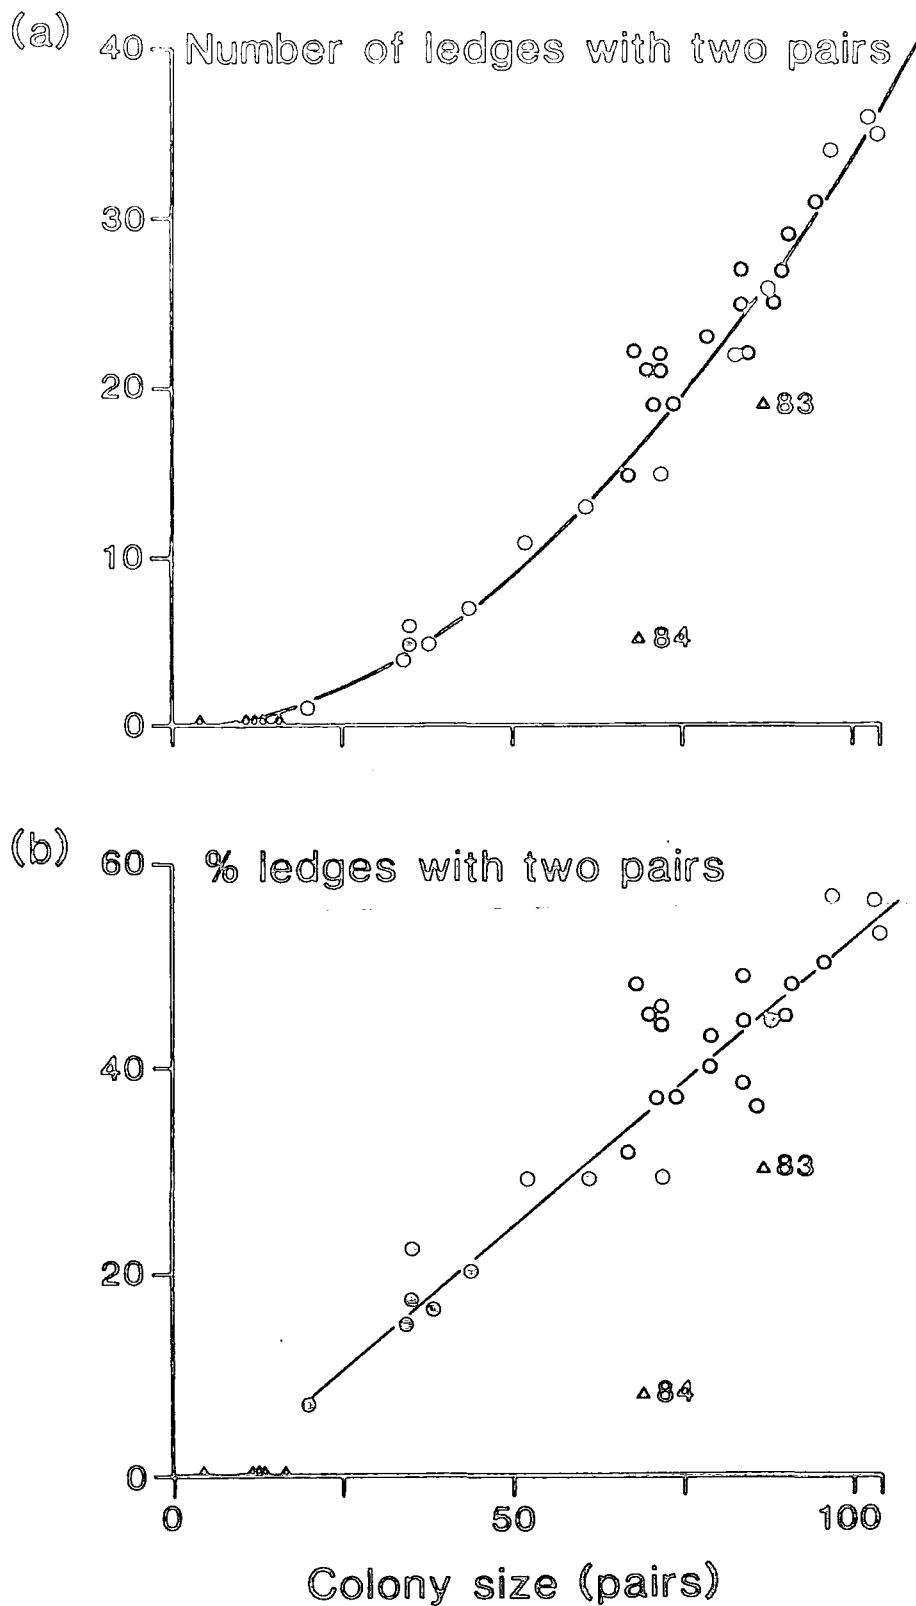 (a)
40 Number of ledges with two pairs
30
20
△ 83
10
△ 84
0
(b)
60 % ledges with two pairs
40
△ 83
20
△ 84
0
0 50 100
Colony size (pairs)